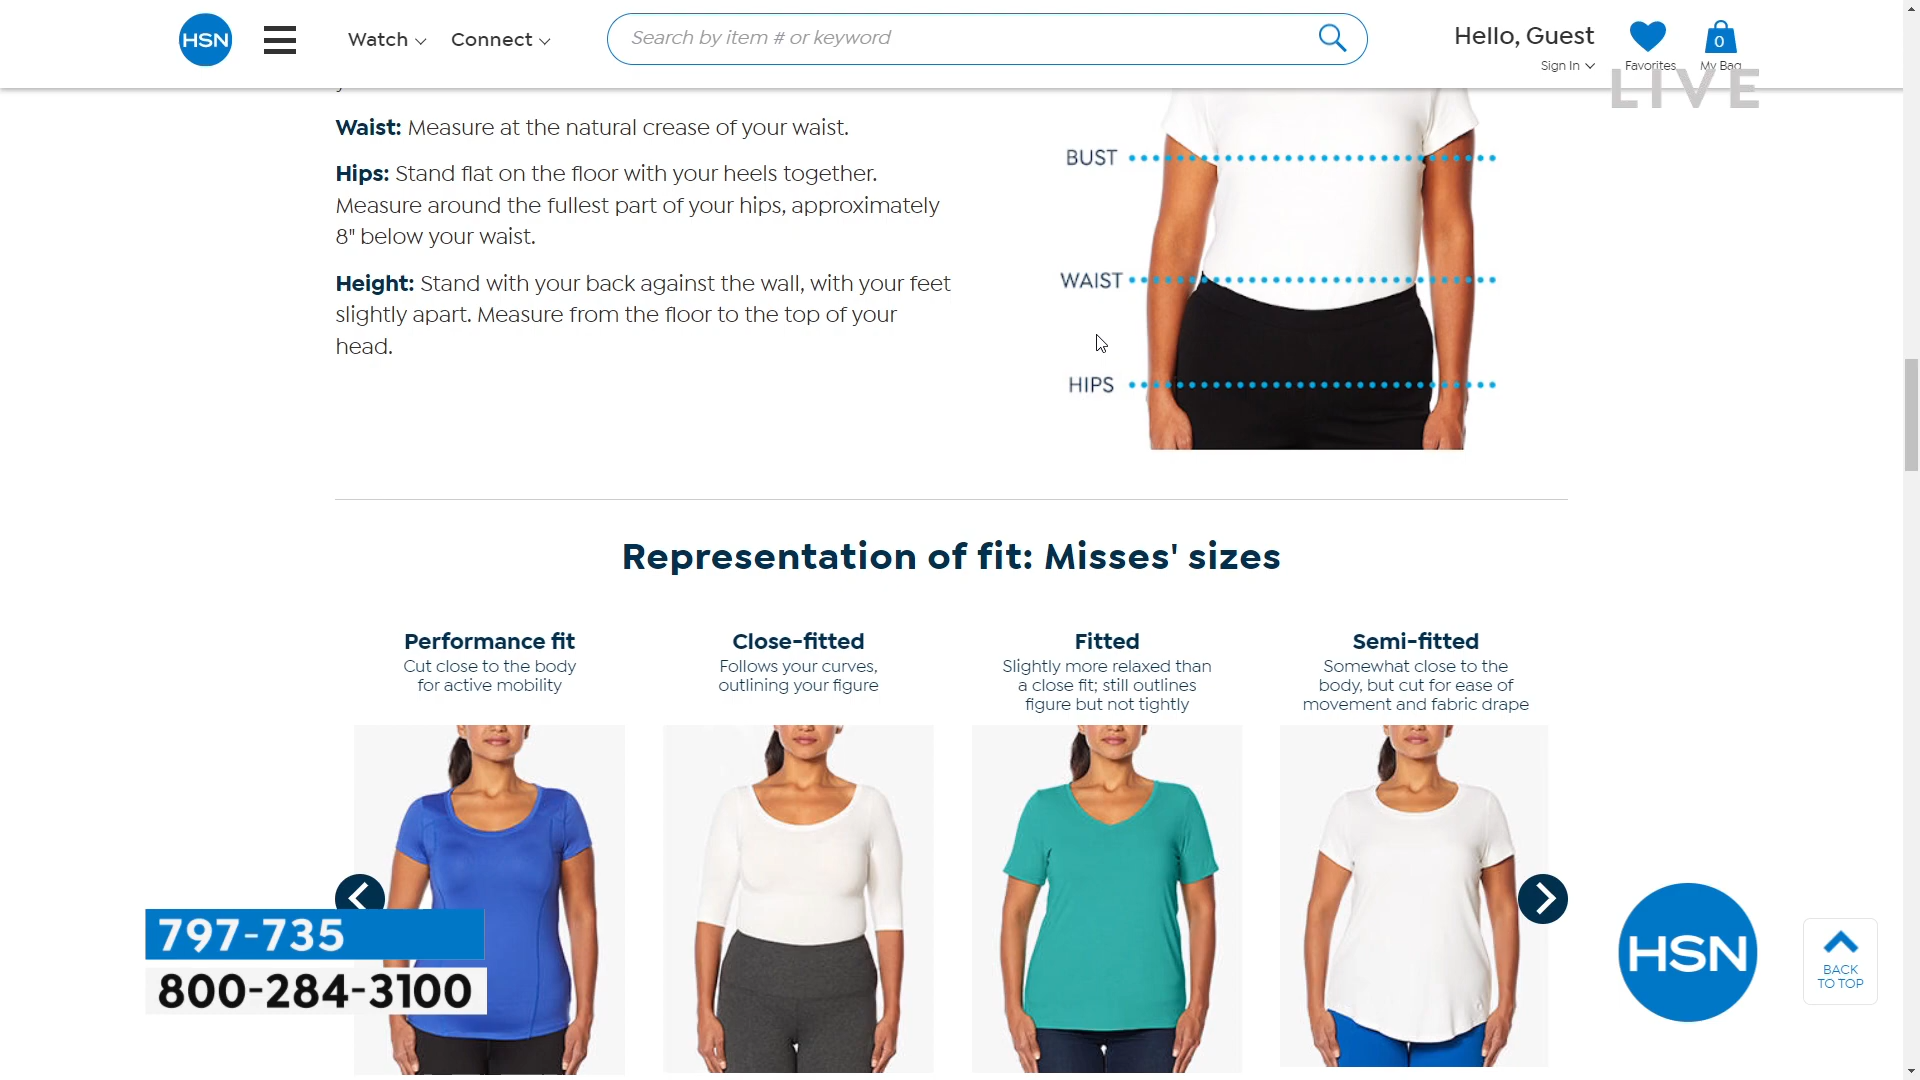 HSN
Watch
Connect
Search by item # or keyword
Hello, Guest
Sign In
Favorites
0
My Bag
LIVE
Waist: Measure at the natural crease of your waist.
Hips: Stand flat on the floor with your heels together.
Measure around the fullest part of your hips, approximately
8" below your waist.
Height: Stand with your back against the wall, with your feet
slightly apart. Measure from the floor to the top of your
head.
BUST
WAIST
HIPS
Representation of fit: Misses' sizes
Performance fit
Cut close to the body
for active mobility
Close-fitted
Follows your curves,
outlining your figure
Fitted
Slightly more relaxed than
a close fit; still outlines
figure but not tightly
Semi-fitted
Somewhat close to the
body, but cut for ease of
movement and fabric drape
797-735
800-284-3100
HSN
BACK
TO TOP